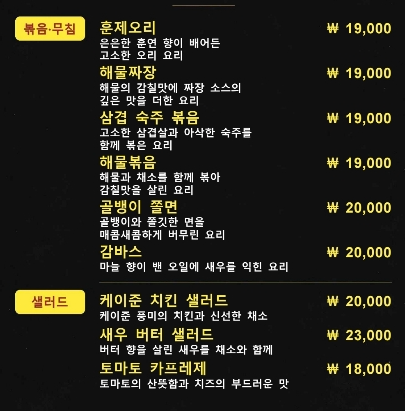 볶음·무침
훈제오리 ₩ 19,000
은은한 훈연 향이 배어든
고소한 오리 요리
해물짜장 ₩ 19,000
해물의 감칠맛에 짜장 소스의
깊은 맛을 더한 요리
삼겹 숙주 볶음 ₩ 19,000
고소한 삼겹살과 아삭한 숙주를
함께 볶은 요리
해물볶음 ₩ 19,000
해물과 채소를 함께 볶아
감칠맛을 살린 요리
골뱅이 쫄면 ₩ 20,000
골뱅이와 쫄깃한 면을
매콤새콤하게 버무린 요리
감바스 ₩ 20,000
마늘 향이 밴 오일에 새우를 익힌 요리
샐러드
케이준 치킨 샐러드 ₩ 20,000
케이준 풍미의 치킨과 신선한 채소
새우 버터 샐러드 ₩ 23,000
버터 향을 살린 새우를 채소와 함께
토마토 카프레제 ₩ 18,000
토마토의 산뜻함과 치즈의 부드러운 맛